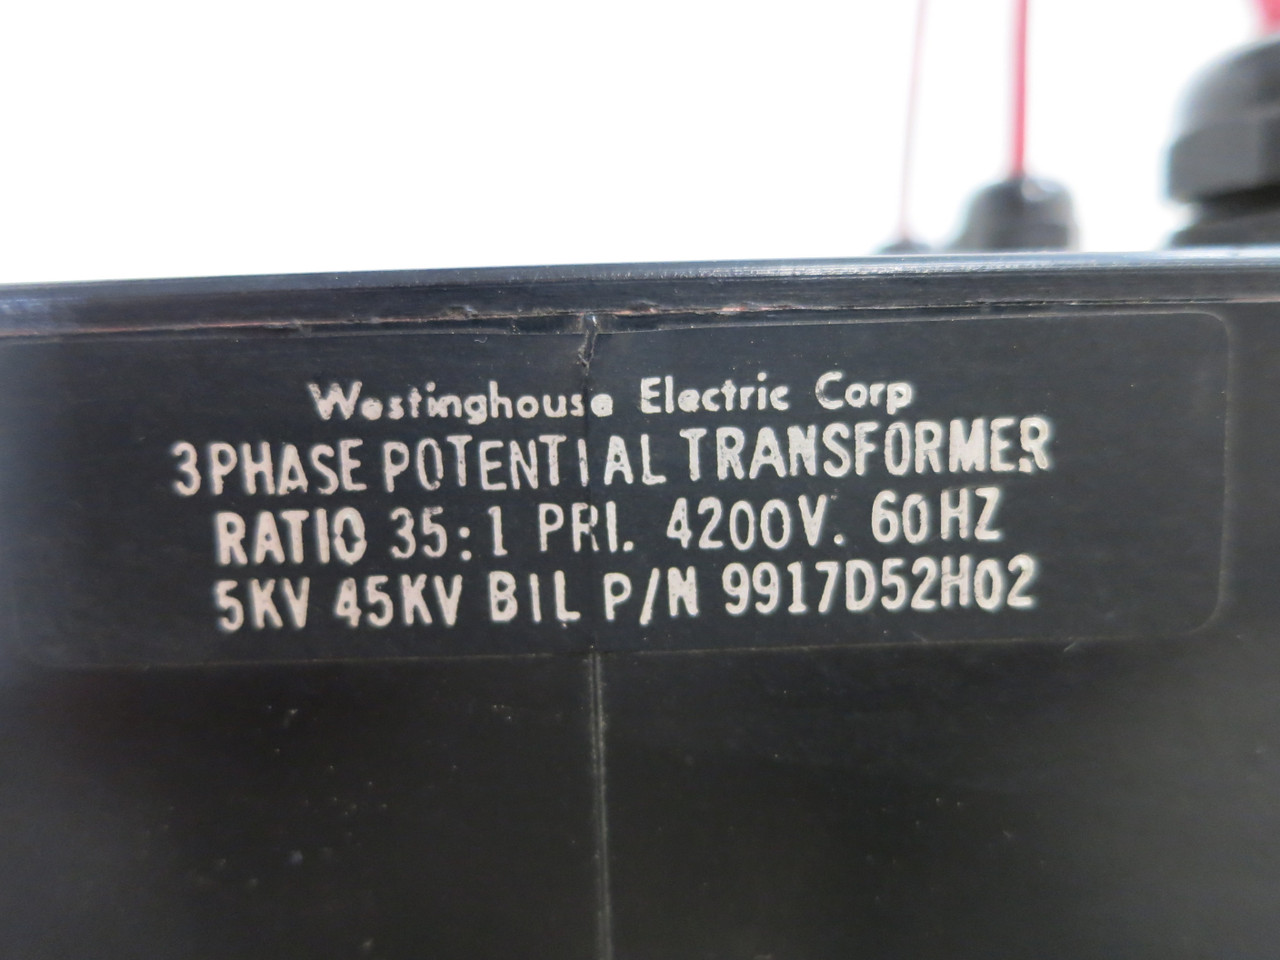 Westinghouse Electric Corp
3PHASE POTENTIAL TRANSFORMER
RATIO 35:1 PRI. 4200V. 60HZ
5KV 45KV BIL P/N 9917D52H02